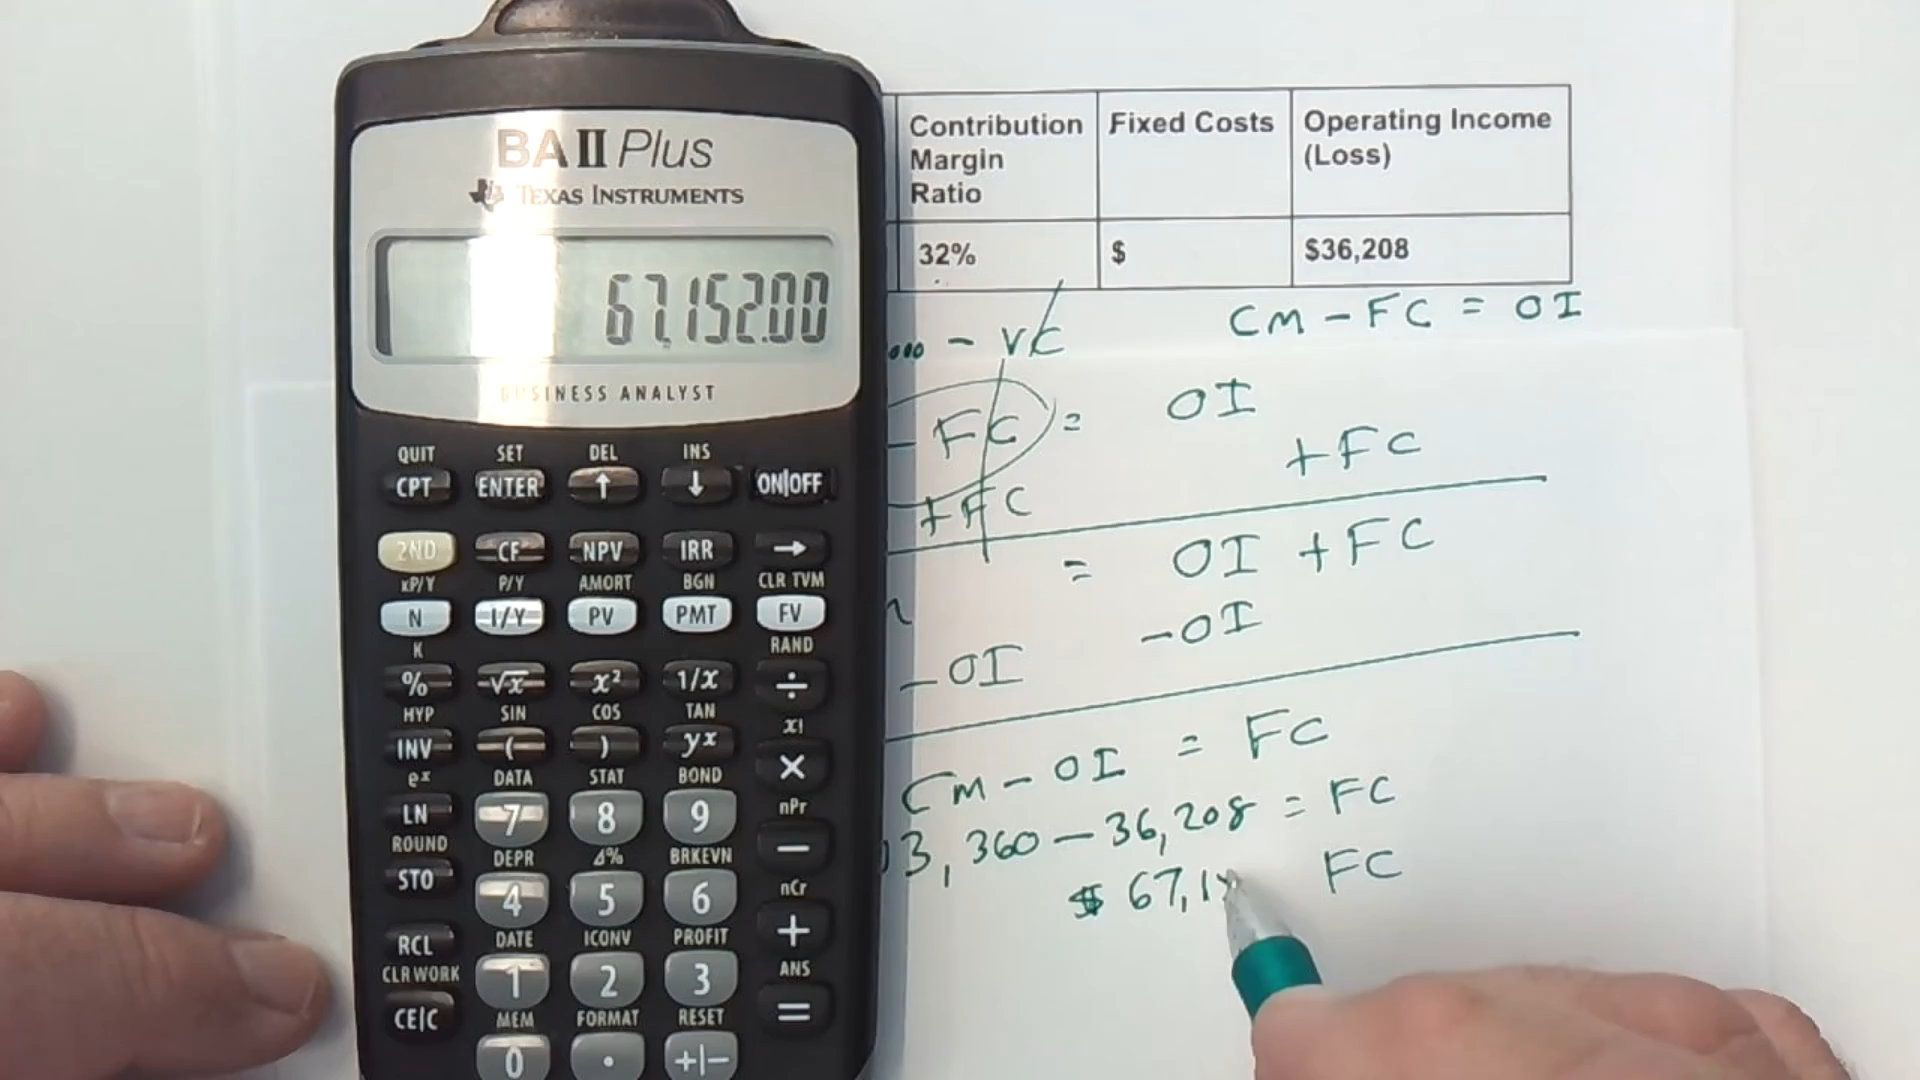 BA II Plus
TEXAS INSTRUMENTS
67,152.00
BUSINESS ANALYST
QUIT SET DEL INS
CPT ENTER ↑ ↓ ON|OFF
2ND CF NPV IRR →
xP/Y P/Y AMORT BGN CLR TVM
N I/Y PV PMT FV
K RAND
% √x x² 1/x ÷
HYP SIN COS TAN x!
INV ( ) yx ×
ex DATA STAT BOND nPr
LN 7 8 9 −
ROUND DEPR Δ% BRKEVN nCr
STO 4 5 6 +
DATE ICONV PROFIT ANS
RCL 1 2 3 =
CLR WORK MEM FORMAT RESET
CE|C 0 . +|−
Contribution Margin Ratio Fixed Costs Operating Income (Loss)
32% $ $36,208
CM - FC = OI
- VC
- FC = OI
+FC +FC
= OI + FC
-OI -OI
CM - OI = FC
3,360 - 36,208 = FC
$ 67,1 FC